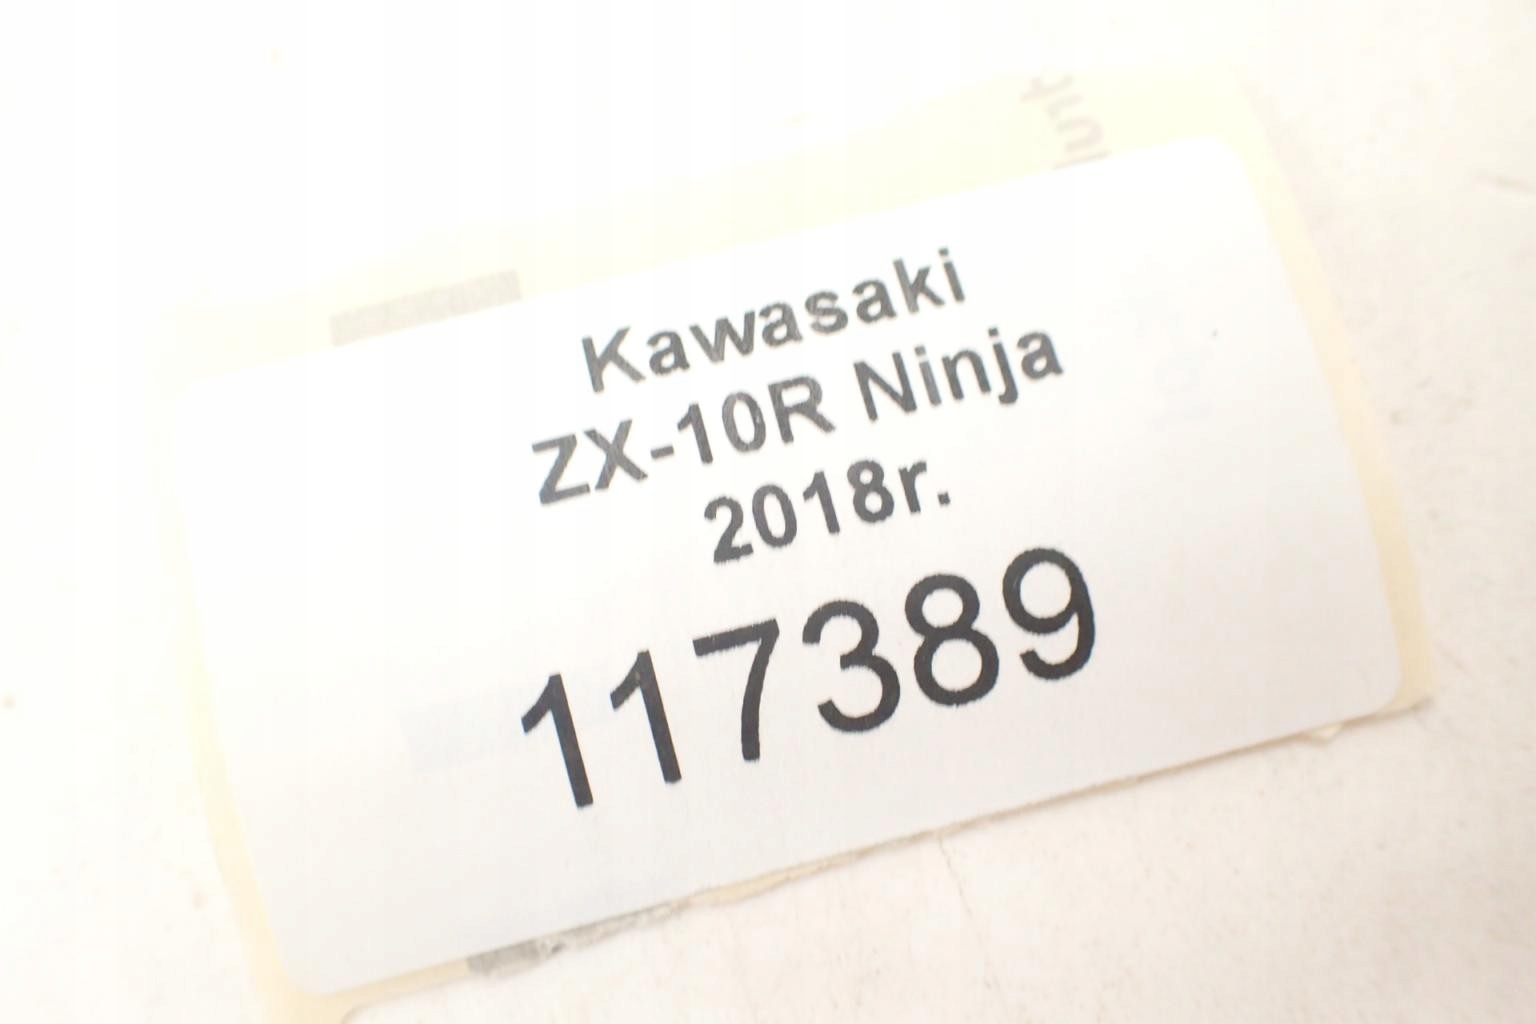 Kawasaki
ZX-10R Ninja
2018r.
117389